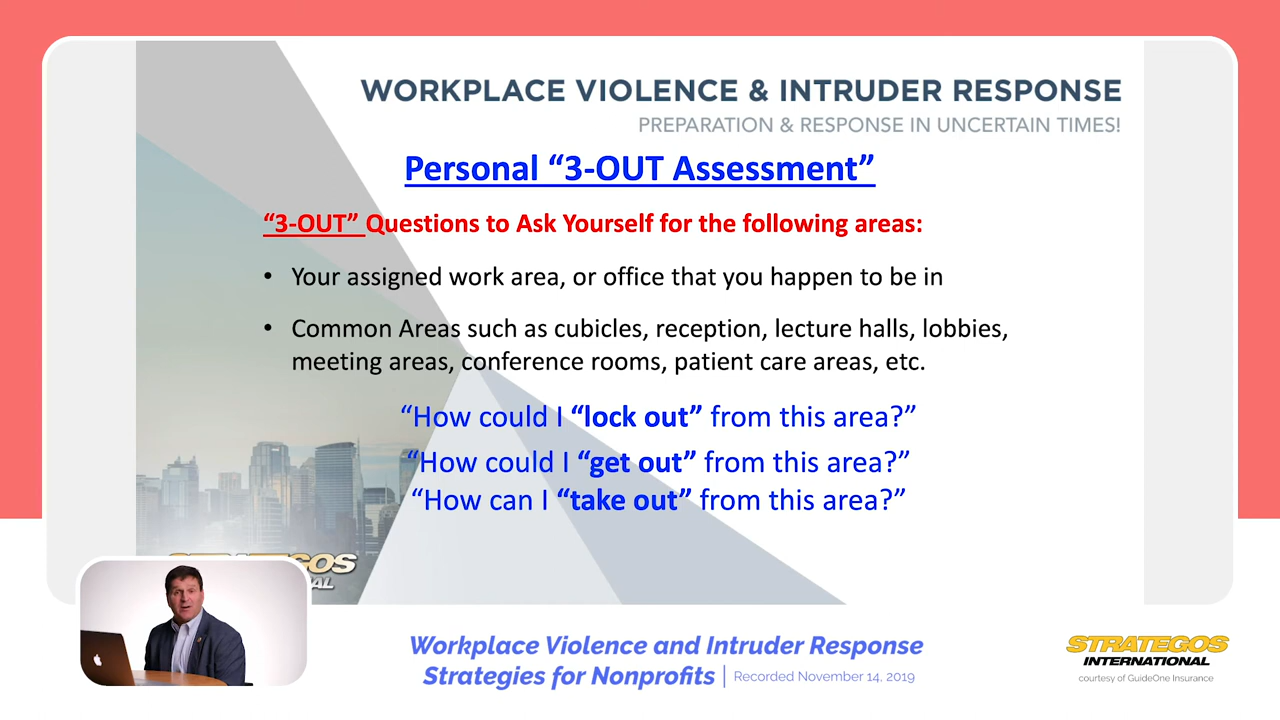 WORKPLACE VIOLENCE & INTRUDER RESPONSE
PREPARATION & RESPONSE IN UNCERTAIN TIMES!
Personal “3-OUT Assessment”
“3-OUT” Questions to Ask Yourself for the following areas:
• Your assigned work area, or office that you happen to be in
• Common Areas such as cubicles, reception, lecture halls, lobbies,
meeting areas, conference rooms, patient care areas, etc.
“How could I “lock out” from this area?”
“How could I “get out” from this area?”
“How can I “take out” from this area?”
Workplace Violence and Intruder Response
Strategies for Nonprofits | Recorded November 14, 2019
STRATEGOS
INTERNATIONAL
courtesy of GuideOne Insurance